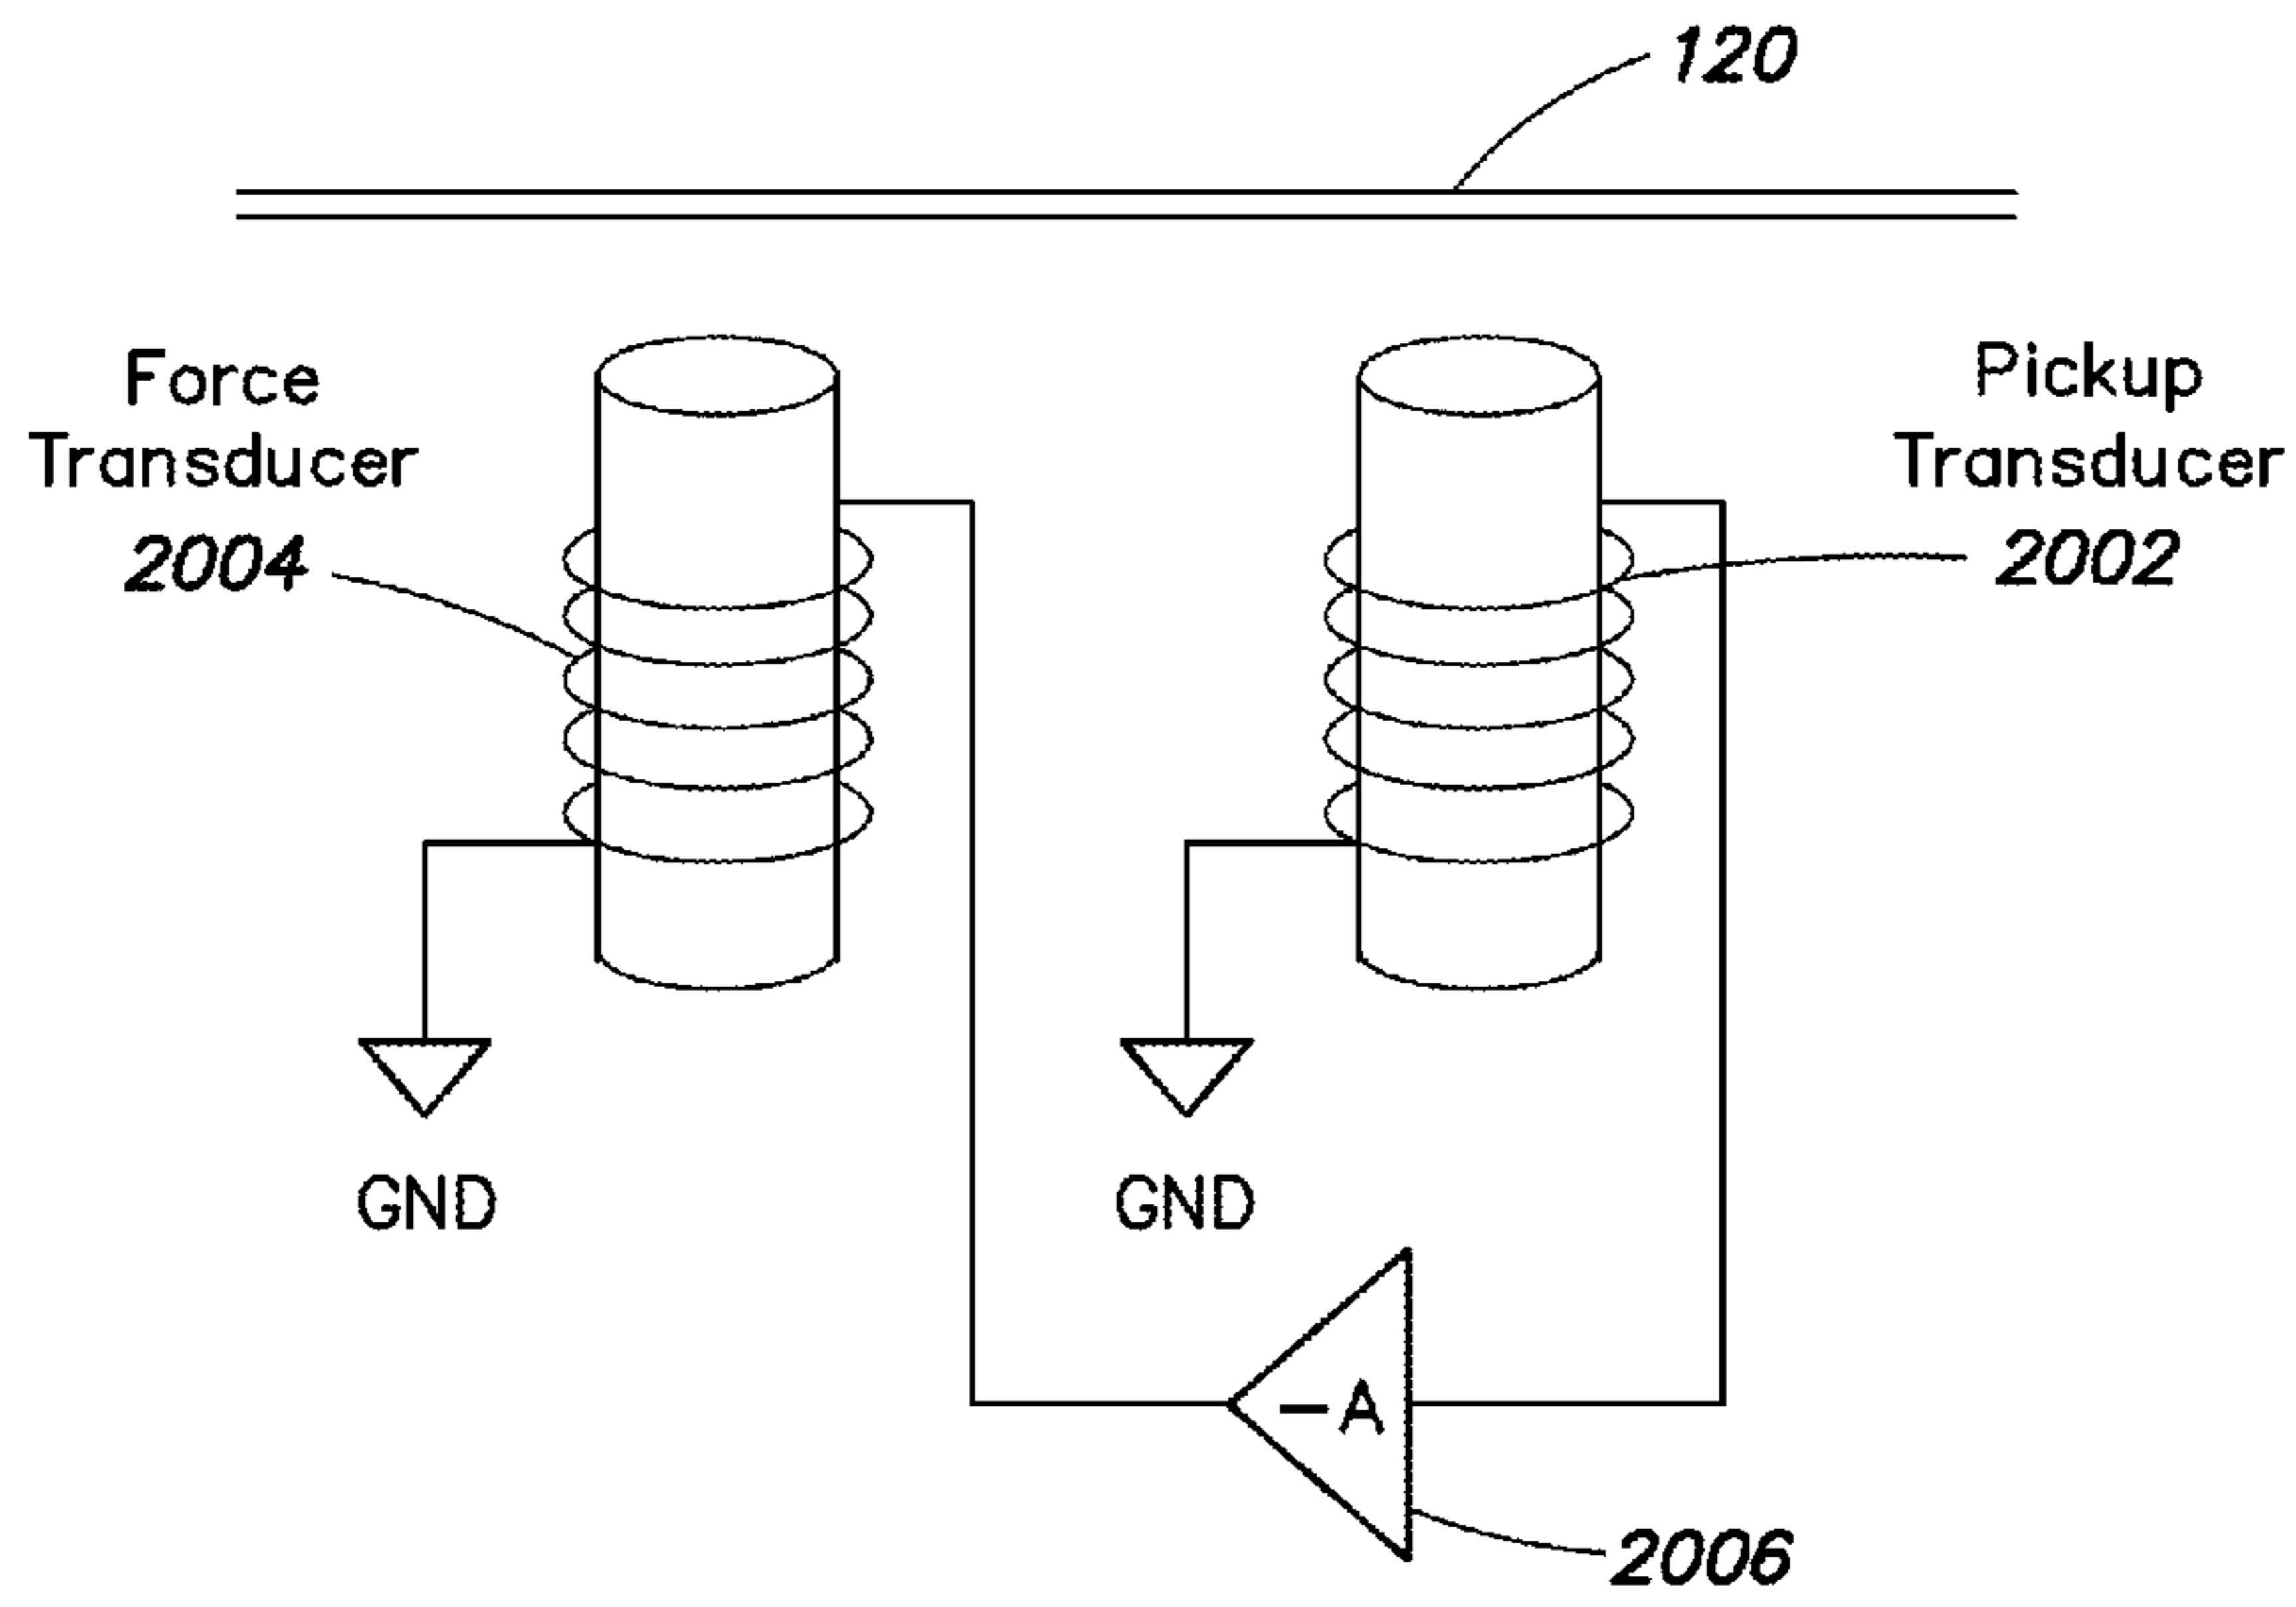 120
Force
Transducer
2004
Pickup
Transducer
2002
GND
GND
−A
2006